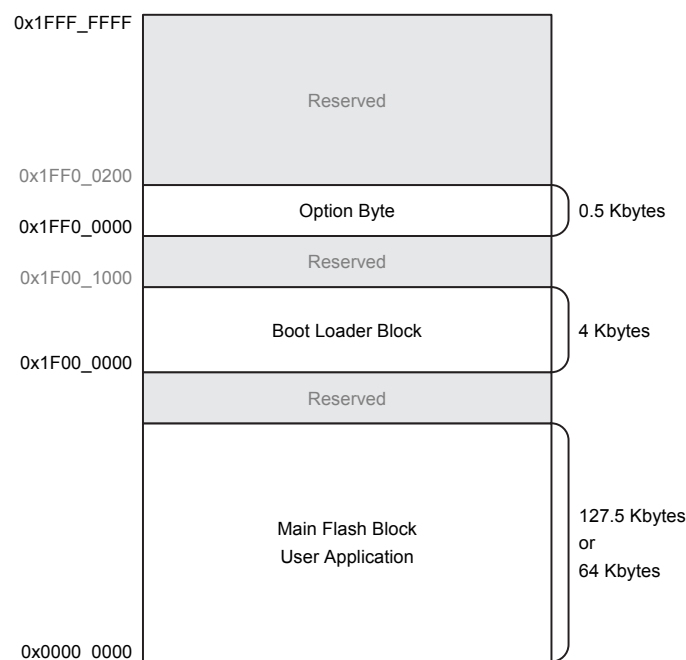 0x1FFF_FFFF
Reserved
0x1FF0_0200
Option Byte
0.5 Kbytes
0x1FF0_0000
Reserved
0x1F00_1000
Boot Loader Block
4 Kbytes
0x1F00_0000
Reserved
Main Flash Block
User Application
127.5 Kbytes
or
64 Kbytes
0x0000_0000